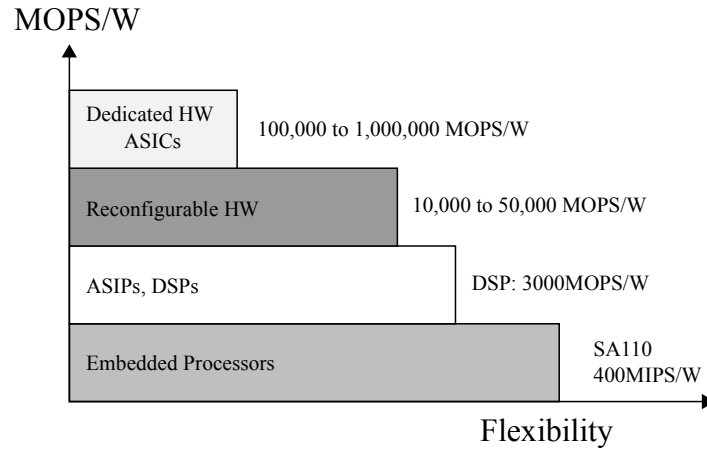 MOPS/W
Dedicated HW
ASICs
100,000 to 1,000,000 MOPS/W
Reconfigurable HW
10,000 to 50,000 MOPS/W
ASIPs, DSPs
DSP: 3000MOPS/W
Embedded Processors
SA110
400MIPS/W
Flexibility